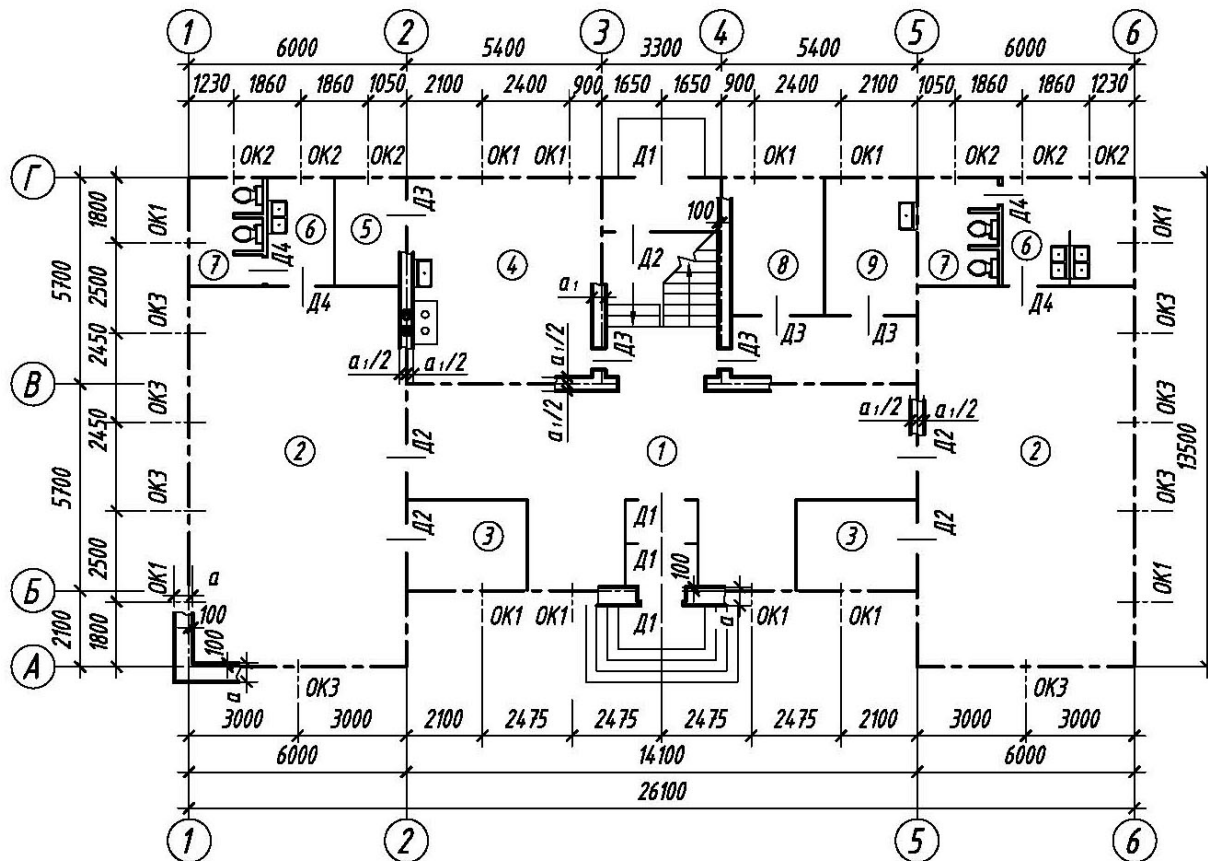 1 2 3 4 5 6
6000 5400 3300 5400 6000
1230 1860 1860 1050 2100 2400 900 1650 1650 900 2400 2100 1050 1860 1860 1230
ОК2 ОК2 ОК2 ОК1 ОК1 Д1 ОК1 ОК1 ОК2 ОК2 ОК2
Г
1800 ОК1 Д3 100 Д4 ОК1
7 6 5 4 Д2 8 9 7 6
Д4
5700 2500 Д4 Д4
a₁
ОК3 Д3 Д3 Д3 Д3 ОК3
2450 a₁/2 a₁/2 a₁/2
В
a₁/2
2450 ОК3 a₁/2 a₁/2 ОК3
2 Д2 1 Д2 2 13500
5700 ОК3 ОК3
Д2 3 Д1 3 Д2
2500 Д1 100
Б
ОК1 a ОК1
2100 1800 100 ОК1 ОК1 Д1 a ОК1 ОК1
100
А
a ОК3 ОК3
3000 3000 2100 2475 2475 2475 2475 2100 3000 3000
6000 14100 6000
26100
1 2 5 6